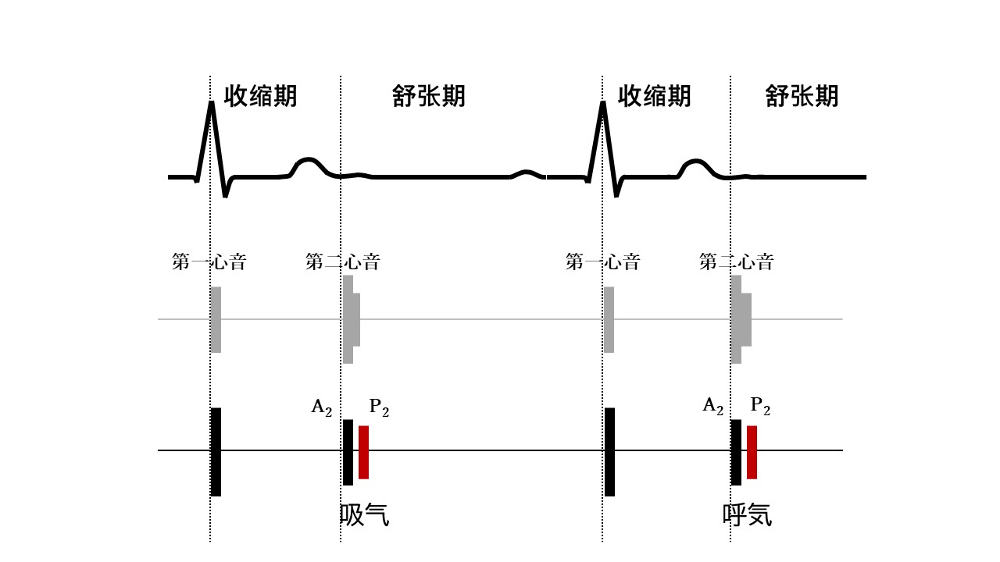 收缩期
舒张期
收缩期
舒张期
第一心音
第二心音
第一心音
第二心音
A₂
P₂
A₂
P₂
吸气
呼気